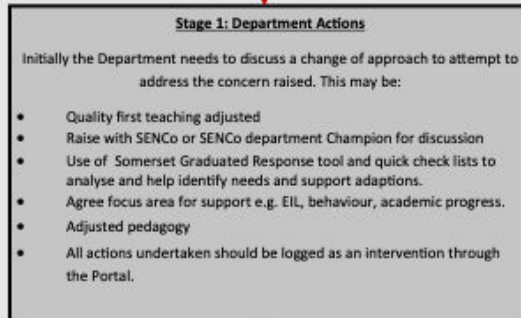 Stage 1: Department Actions
Initially the Department needs to discuss a change of approach to attempt to
address the concern raised. This may be:
• Quality first teaching adjusted
• Raise with SENCo or SENCo department Champion for discussion
• Use of Somerset Graduated Response tool and quick check lists to
analyse and help identify needs and support adaptions.
• Agree focus area for support e.g. EIL, behaviour, academic progress.
• Adjusted pedagogy
• All actions undertaken should be logged as an intervention through
the Portal.